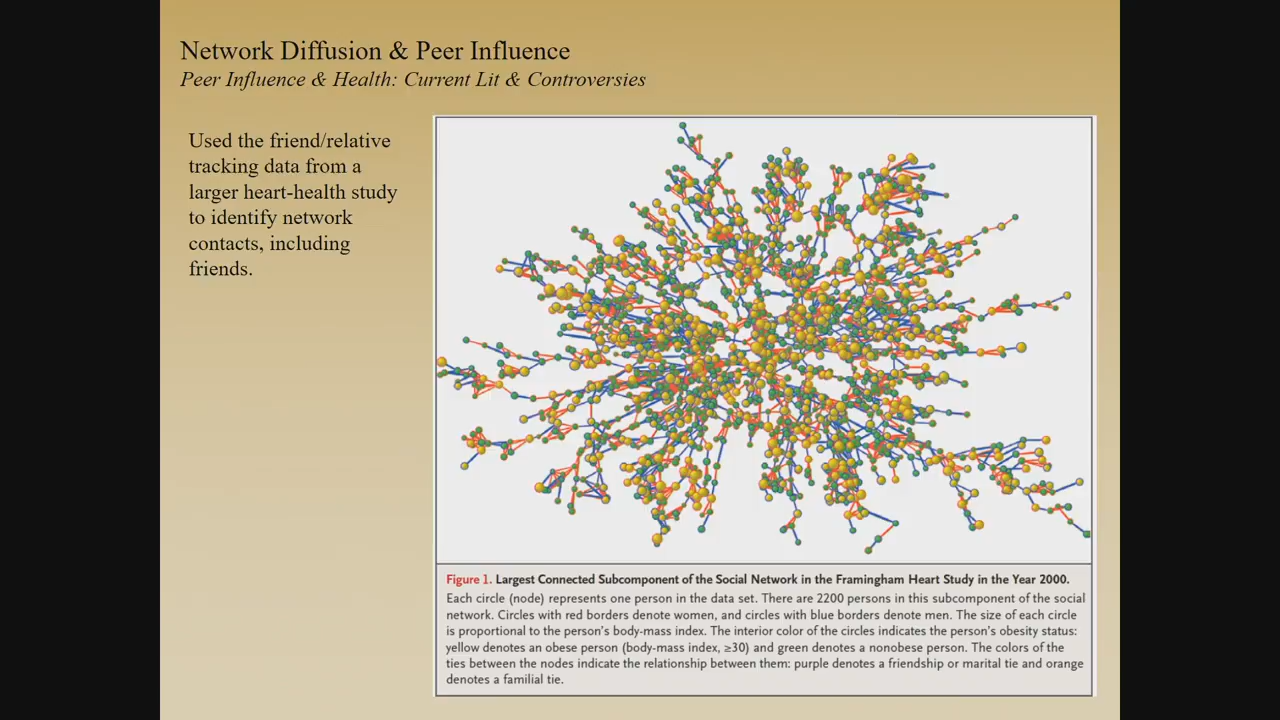 Network Diffusion & Peer Influence
Peer Influence & Health: Current Lit & Controversies
Used the friend/relative
tracking data from a
larger heart-health study
to identify network
contacts, including
friends.
Figure 1. Largest Connected Subcomponent of the Social Network in the Framingham Heart Study in the Year 2000.
Each circle (node) represents one person in the data set. There are 2200 persons in this subcomponent of the social
network. Circles with red borders denote women, and circles with blue borders denote men. The size of each circle
is proportional to the person's body-mass index. The interior color of the circles indicates the person's obesity status:
yellow denotes an obese person (body-mass index, ≥30) and green denotes a nonobese person. The colors of the
ties between the nodes indicate the relationship between them: purple denotes a friendship or marital tie and orange
denotes a familial tie.